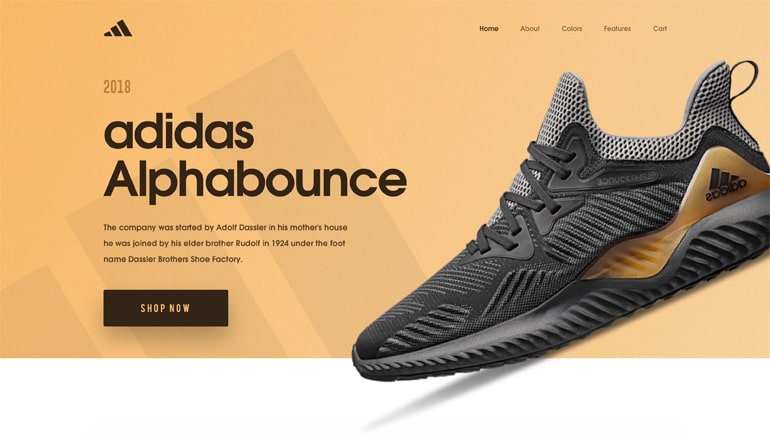 Home About Colors Features Cart
2018
adidas
Alphabounce
The company was started by Adolf Dassler in his mother's house
he was joined by his elder brother Rudolf in 1924 under the foot
name Dassler Brothers Shoe Factory.
SHOP NOW
adidas